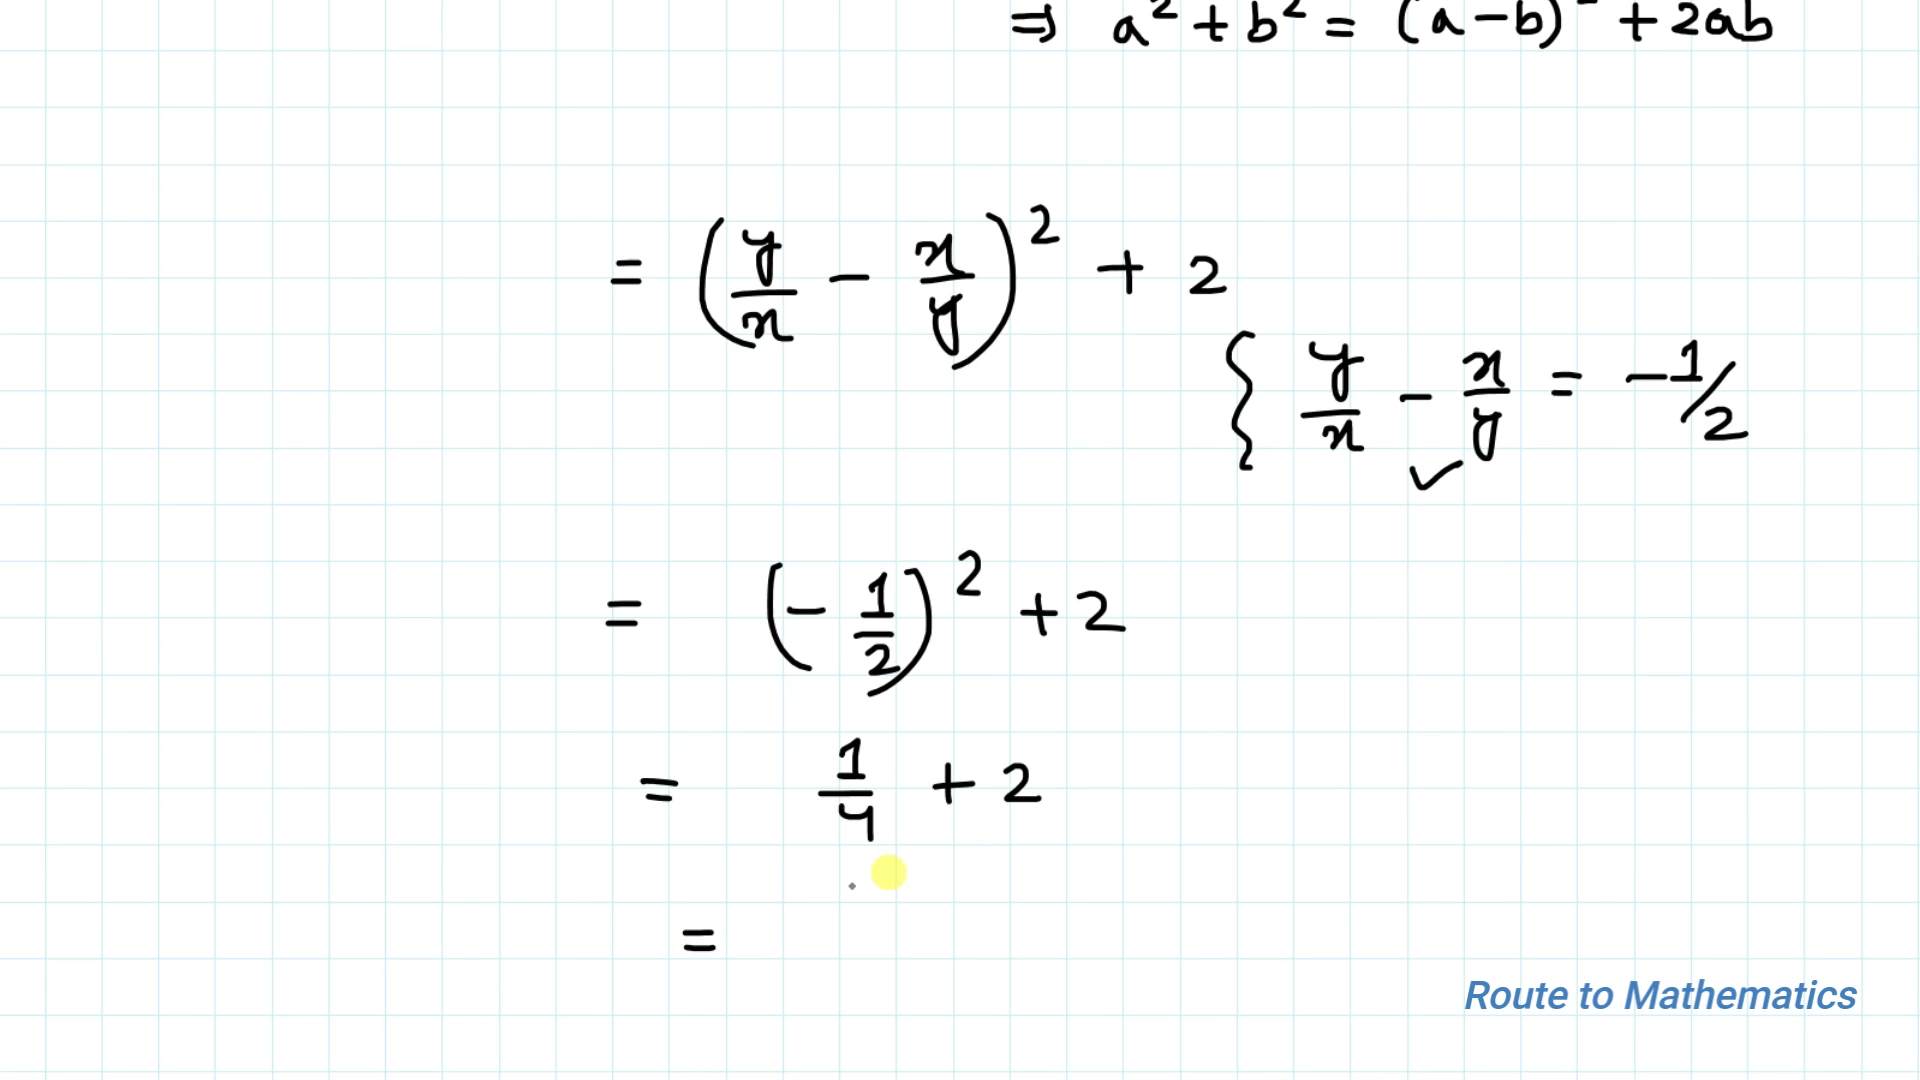 ⇒ a² + b² = (a - b)² + 2ab
= (y/x - x/y)² + 2
{ y/x - x/y = -1/2
✓
= (- 1/2)² + 2
= 1/4 + 2
=
Route to Mathematics